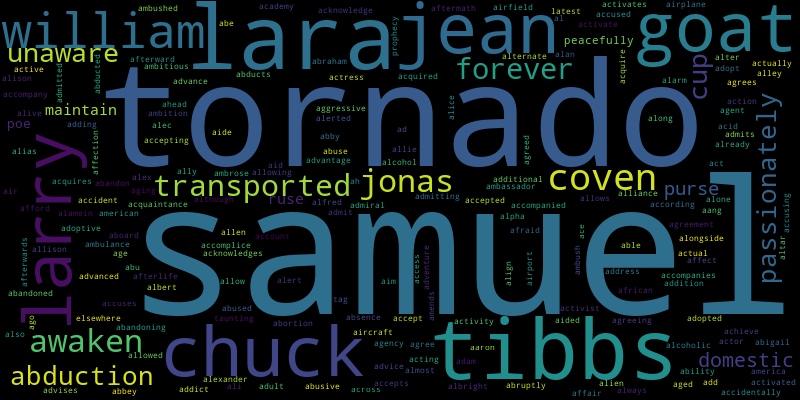 ambushed academy acknowledge aftermath airfield activates latest airplane
william lara jean goat
abe prophecy al accused activate peacefully
afterward abraham alternate alan alter actually
unaware ambitious actress acquired forever acquire adopt alley
alison active admitted abducted advance abducts alarm agrees cup
accompany alive tornado
maintain ahead aggressive alice along action
poe adding ambition alerted ad agent passionately
alias affection alec aide abby agreed acid admits
larry accepting abuse allie already
acquires abandon ally ambrose aid allowing advantage alcohol additional act
air transported jonas coven purse
aging alex ah ambassador alliance
afford accident although ruse alfred admitting accepted accompanied allows according alone accusing
alamein american acquaintance admit admiral alpha agreement aang
adoptive aboard allen account afraid ace able alongside altar
afterwards allison ambulance accomplice acknowledges samuel access adventure actual
age afterlife alert aim align airport ambush address affect accompanies
abandoned advanced abu albert allow tag amends african addition
ago accuses abused taunting abortion absence accept activity activist aided adopted
also elsewhere abandoning aircraft agency agree aaron agreeing achieve
awaken allowed chuck acting tibbs alcoholic actor abigail
abduction advice almost adam ability domestic america
advises abbey alexander addict ali adult abusive across accepts albright abruptly alien affair aged always add activated accidentally